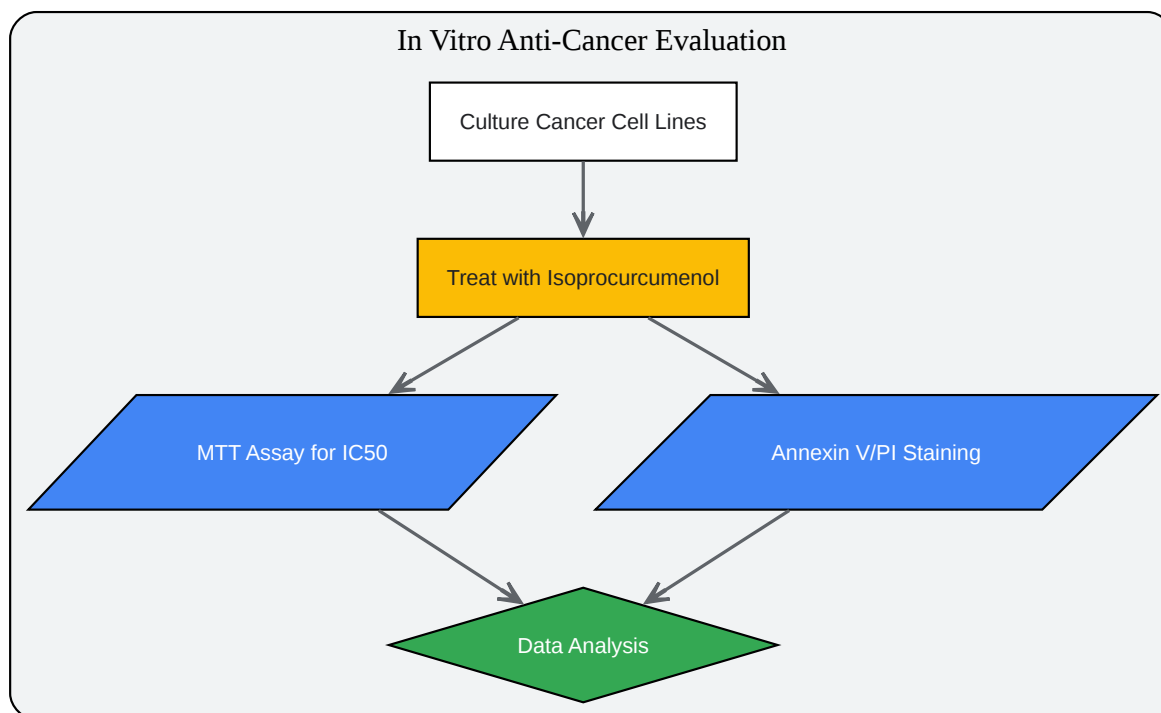 In Vitro Anti-Cancer Evaluation
Culture Cancer Cell Lines
Treat with Isoprocurcumenol
MTT Assay for IC50
Annexin V/PI Staining
Data Analysis